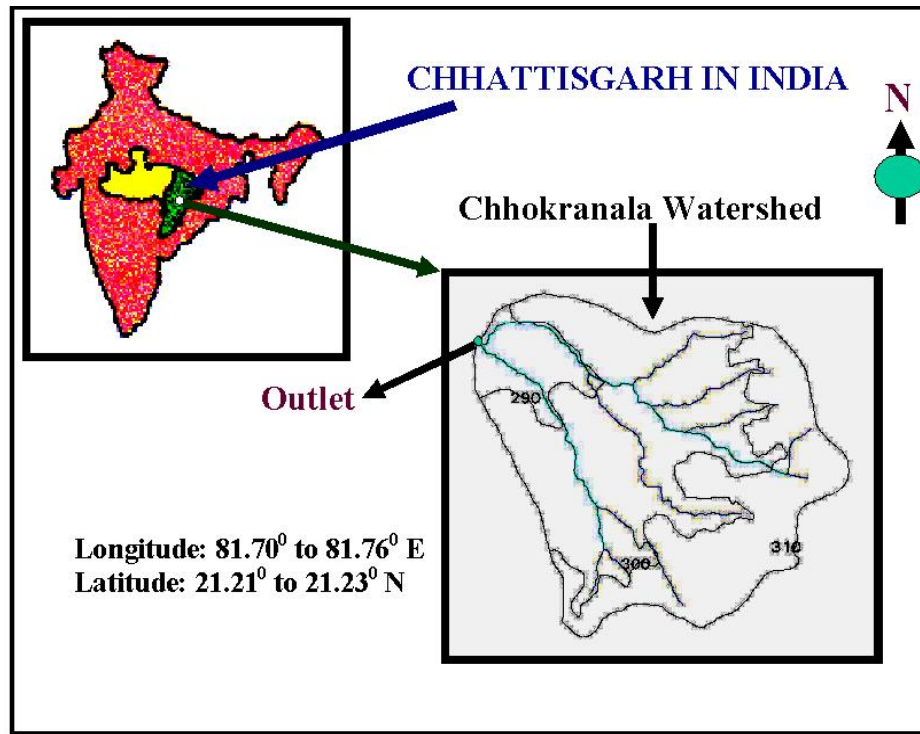 CHHATTISGARH IN INDIA
N
Chhokranala Watershed
Outlet
290
300
310
Longitude: 81.70⁰ to 81.76⁰ E
Latitude: 21.21⁰ to 21.23⁰ N